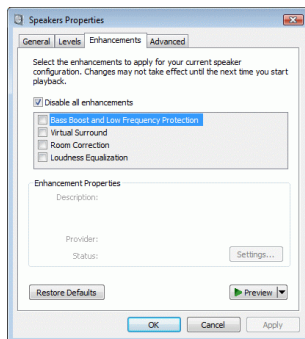 Speakers Properties
General Levels Enhancements Advanced
Select the enhancements to apply for your current speaker
configuration. Changes may not take effect until the next time you start
playback.
Disable all enhancements
Bass Boost and Low Frequency Protection
Virtual Surround
Room Correction
Loudness Equalization
Enhancement Properties
Description:
Provider:
Status:
Settings...
Restore Defaults
Preview
OK Cancel Apply